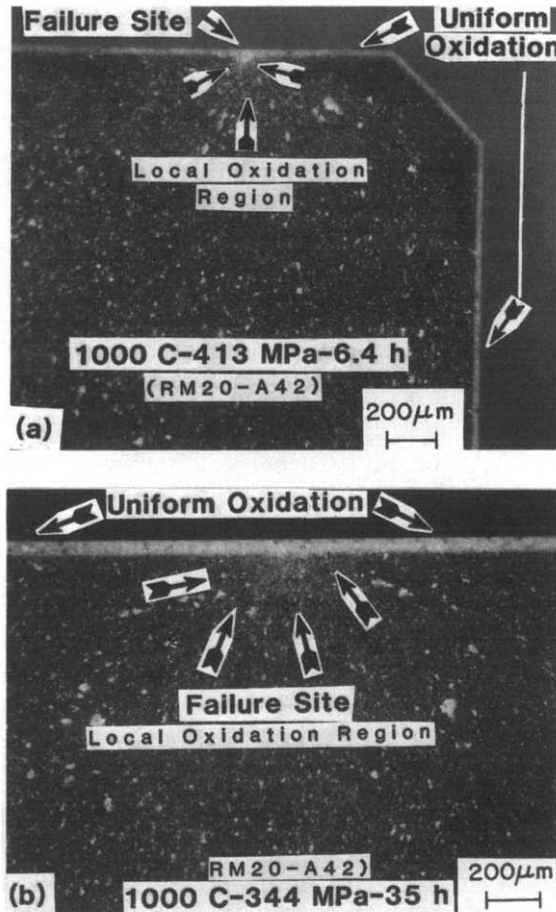 Failure Site
Uniform
Oxidation
Local Oxidation
Region
1000 C-413 MPa-6.4 h
(RM20-A42)
200μm
(a)
Uniform Oxidation
Failure Site
Local Oxidation Region
RM20-A42)
1000 C-344 MPa-35 h
200μm
(b)